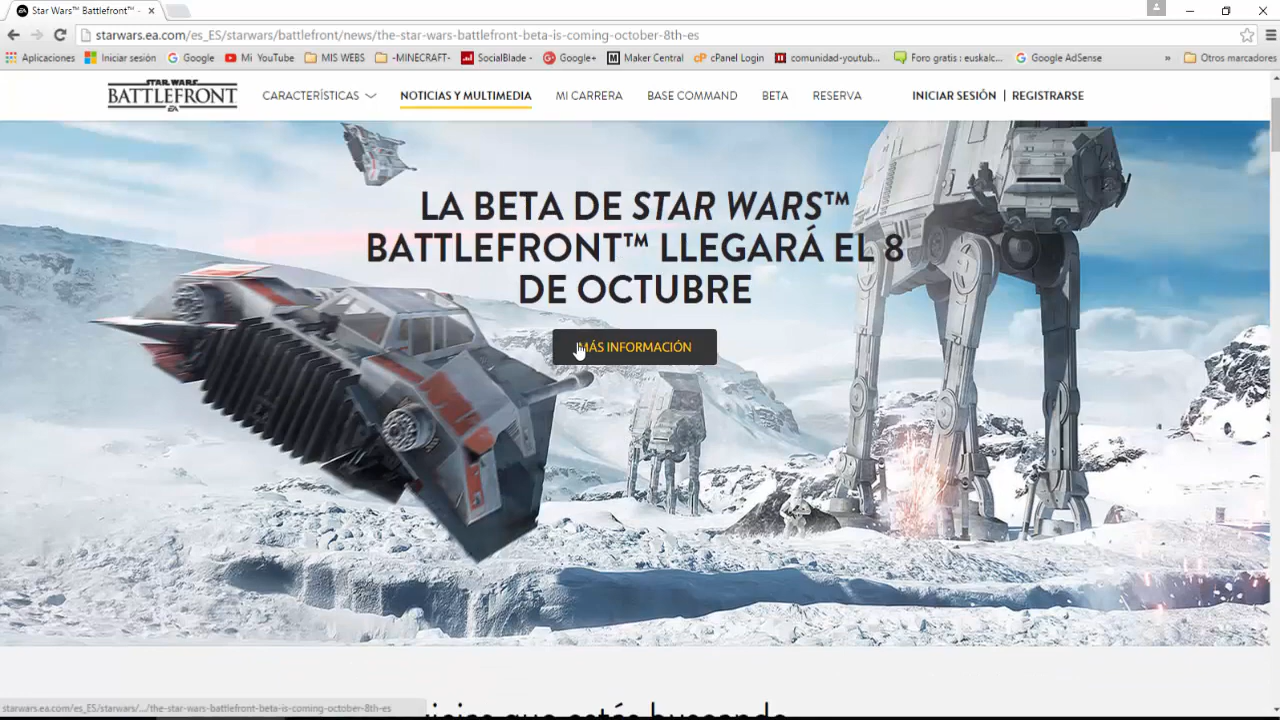 Star Wars™ Battlefront™ -
starwars.ea.com/es_ES/starwars/battlefront/news/the-star-wars-battlefront-beta-is-coming-october-8th-es
Aplicaciones Iniciar sesión Google Mi YouTube MIS WEBS -MINECRAFT- SocialBlade - Google+ Maker Central cPanel Login comunidad-youtub... Foro gratis : euskalc... Google AdSense » Otros marcadores
STAR WARS
BATTLEFRONT
EA
CARACTERÍSTICAS NOTICIAS Y MULTIMEDIA MI CARRERA BASE COMMAND BETA RESERVA INICIAR SESIÓN | REGISTRARSE
LA BETA DE STAR WARS™
BATTLEFRONT™ LLEGARÁ EL 8
DE OCTUBRE
MÁS INFORMACIÓN
que estás buscando
starwars.ea.com/es_ES/starwars/.../the-star-wars-battlefront-beta-is-coming-october-8th-es